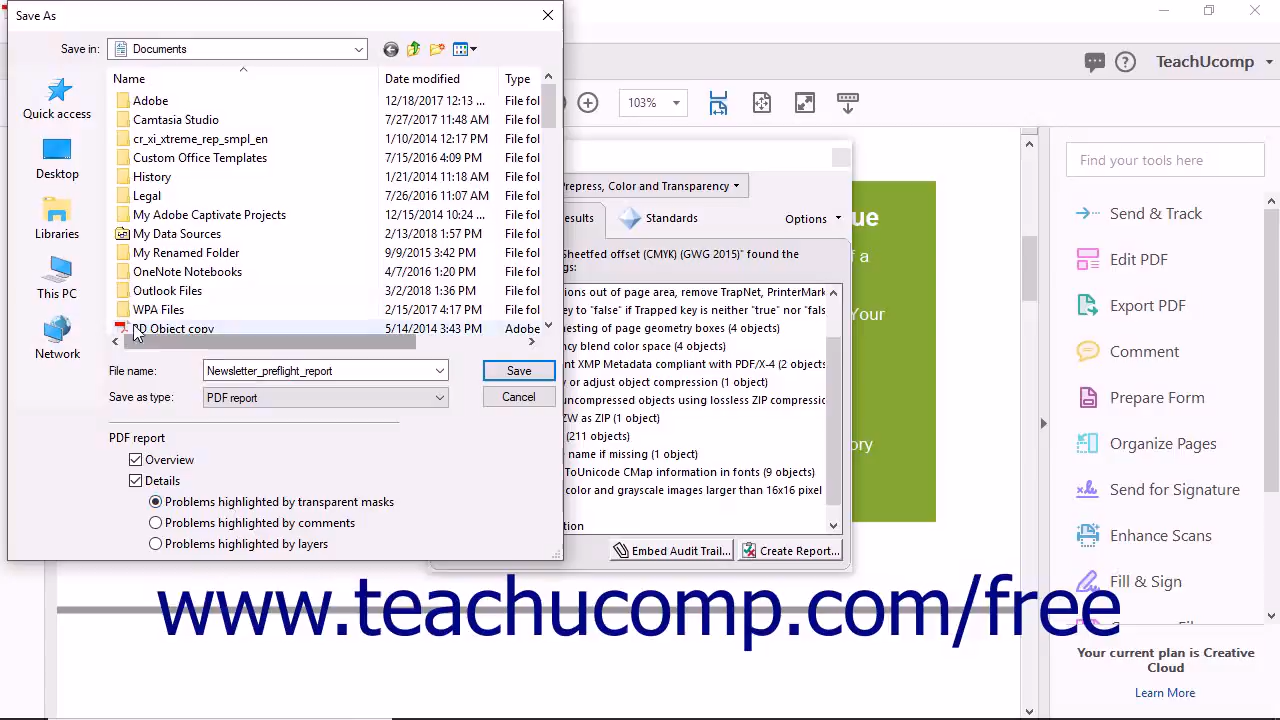 Save As
Save in:
Documents
Name
Date modified
Type
Adobe
12/18/2017 12:13 ...
File fol
Camtasia Studio
7/27/2017 11:48 AM
File fol
cr_xi_xtreme_rep_smpl_en
1/10/2014 12:17 PM
File fol
Custom Office Templates
7/15/2016 4:09 PM
File fol
History
1/21/2014 11:18 AM
File fol
Legal
7/26/2016 11:07 AM
File fol
My Adobe Captivate Projects
12/15/2014 10:24 ...
File fol
My Data Sources
2/13/2018 1:57 PM
File fol
My Renamed Folder
9/9/2015 3:42 PM
File fol
OneNote Notebooks
4/7/2016 1:20 PM
File fol
Outlook Files
3/2/2018 1:36 PM
File fol
WPA Files
2/15/2017 4:17 PM
File fol
D Object copy
5/14/2014 3:43 PM
Adobe
Quick access
Desktop
Libraries
This PC
Network
File name:
Newsletter_preflight_report
Save
Save as type:
PDF report
Cancel
PDF report
Overview
Details
Problems highlighted by transparent masks
Problems highlighted by comments
Problems highlighted by layers
TeachUcomp
103%
Prepress, Color and Transparency
esults
Standards
Options
Sheetfed offset (CMYK) (GWG 2015)" found the
gs:
ions out of page area, remove TrapNet, PrinterMark
y to "false" if Trapped key is neither "true" nor "fals
esting of page geometry boxes (4 objects)
cy blend color space (4 objects)
nt XMP Metadata compliant with PDF/X-4 (2 objects
y or adjust object compression (1 object)
uncompressed objects using lossless ZIP compressio
ZW as ZIP (1 object)
(211 objects)
name if missing (1 object)
ToUnicode CMap information in fonts (9 objects)
color and grayscale images larger than 16x16 pixel
tion
Embed Audit Trail...
Create Report...
ue
f a
Your
ory
Find your tools here
Send & Track
Edit PDF
Export PDF
Comment
Prepare Form
Organize Pages
Send for Signature
Enhance Scans
Fill & Sign
Your current plan is Creative
Cloud
Learn More
www.teachucomp.com/free